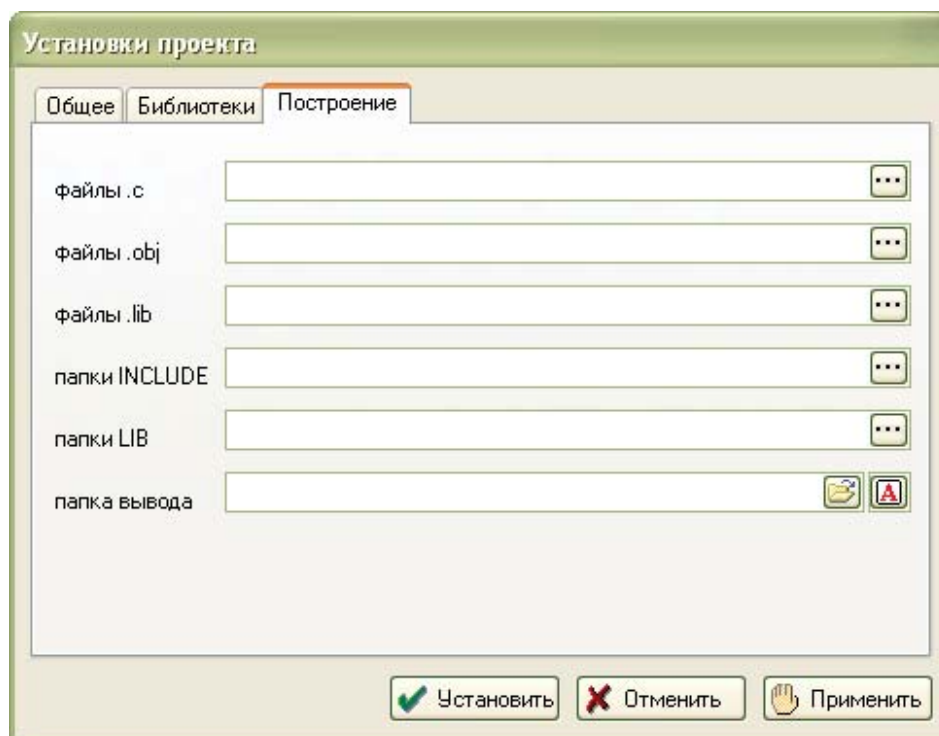 Установки проекта
Общее Библиотеки Построение
файлы .c
файлы .obj
файлы .lib
папки INCLUDE
папки LIB
папка вывода A
Установить Отменить Применить